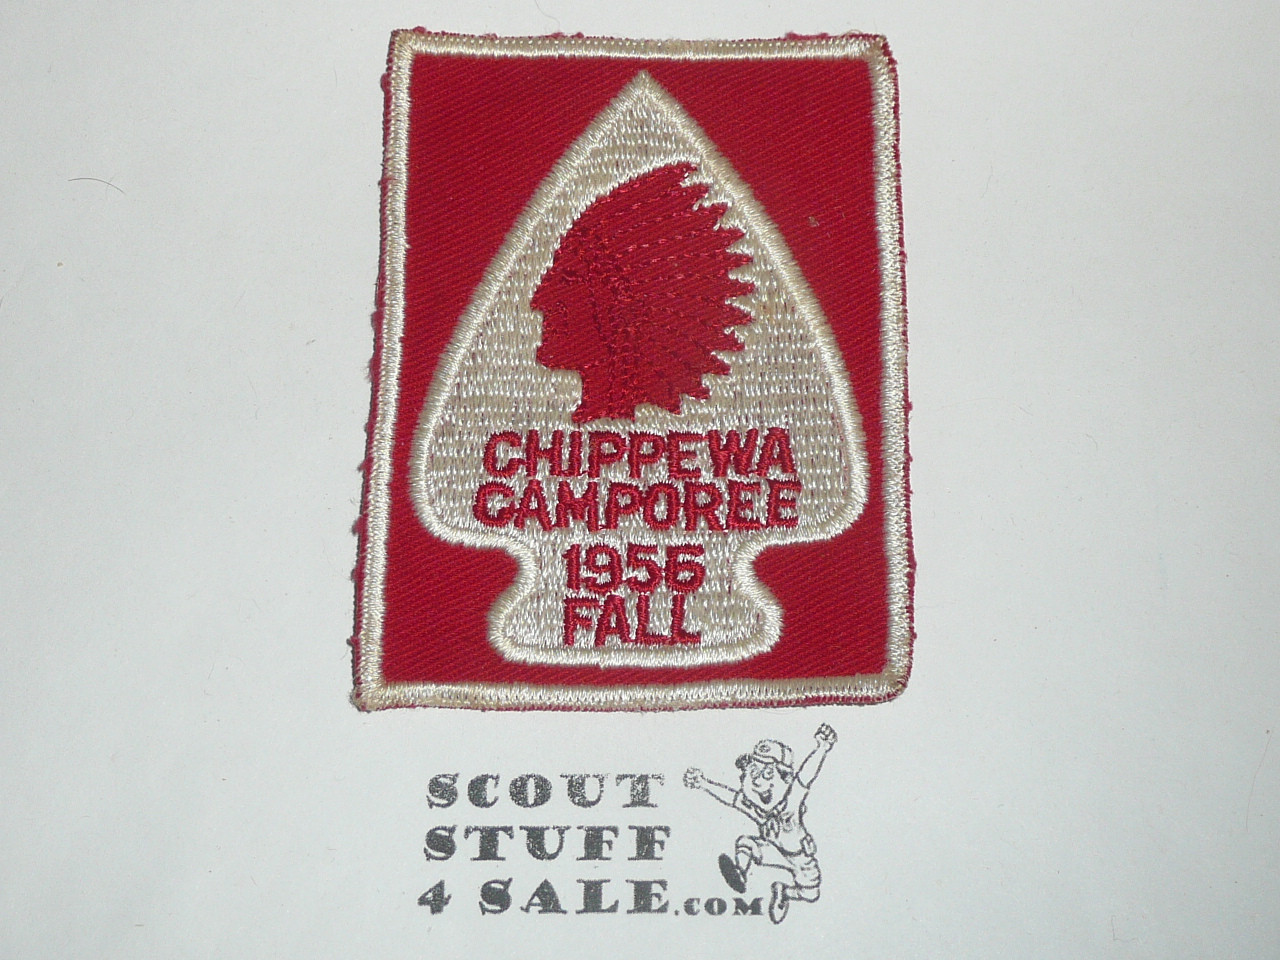 CHIPPEWA
CAMPOREE
1956
FALL
SCOUT
STUFF
4 SALE.COM